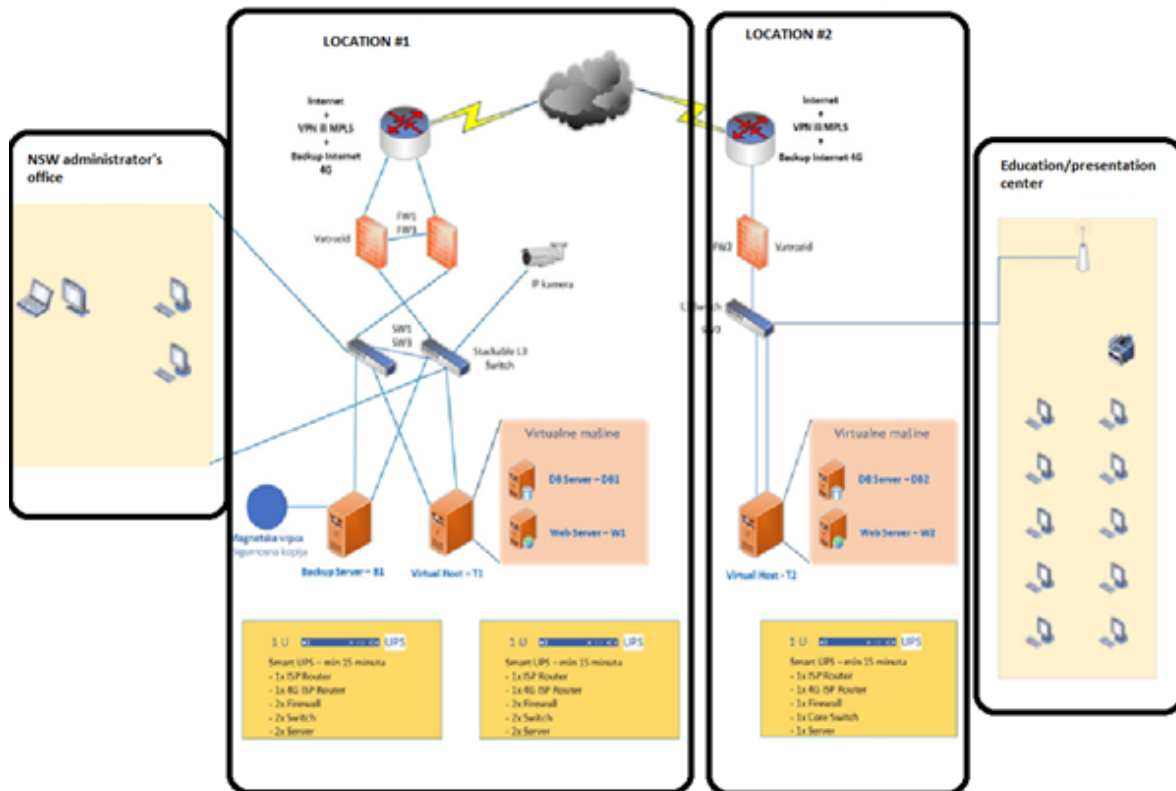 NSW administrator's
office
LOCATION #1
Internet
+
VPN ili MPLS
+
Backup Internet
4G
Vatrozid
FW1
FW3
IP kamera
SW1
SW3
Stackable L3
Switch
Virtualne mašine
DB Server – DB1
Web Server – W1
Magnetska vrpca
Sigurnosna kopija
Backup Server – B1
Virtual Host – T1
1 U
UPS
Smart UPS – min 15 minuta
- 1x ISP Router
- 1x 4G ISP Router
- 2x Firewall
- 2x Switch
- 2x Server
1 U
UPS
Smart UPS – min 15 minuta
- 1x ISP Router
- 1x 4G ISP Router
- 2x Firewall
- 2x Switch
- 2x Server
LOCATION #2
Internet
+
VPN ili MPLS
+
Backup Internet 4G
FW2
Vatrozid
Switch
SW2
Virtualne mašine
DB Server – DB2
Web Server – W2
Virtual Host - T2
1 U
UPS
Smart UPS – min 15 minuta
- 1x ISP Router
- 1x 4G ISP Router
- 1x Firewall
- 1x Core Switch
- 1x Server
Education/presentation
center